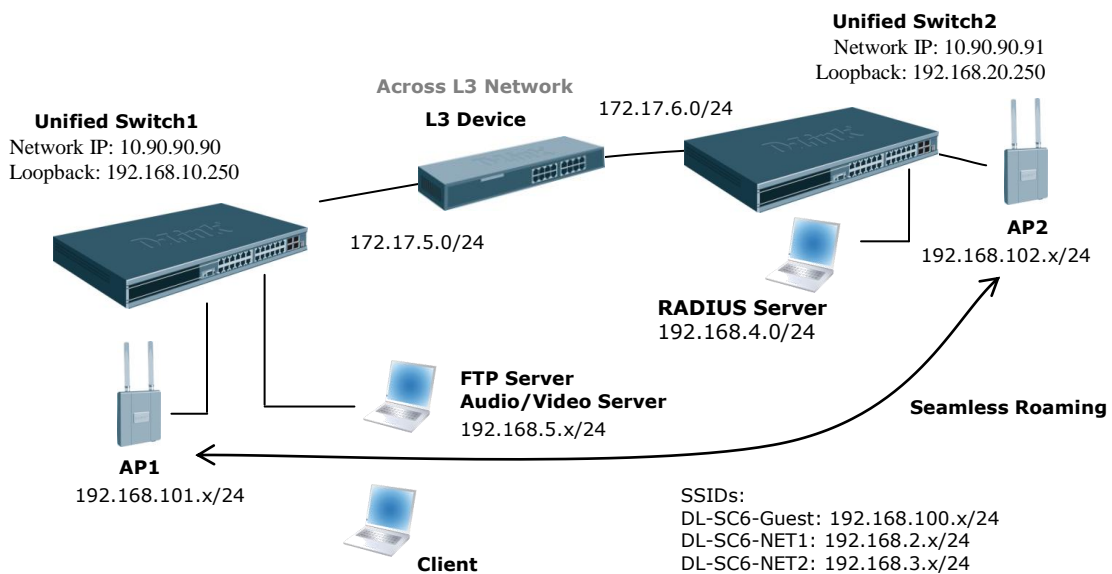 Unified Switch2
Network IP: 10.90.90.91
Loopback: 192.168.20.250
Across L3 Network
L3 Device
172.17.6.0/24
Unified Switch1
Network IP: 10.90.90.90
Loopback: 192.168.10.250
172.17.5.0/24
AP2
192.168.102.x/24
RADIUS Server
192.168.4.0/24
FTP Server
Audio/Video Server
192.168.5.x/24
Seamless Roaming
AP1
192.168.101.x/24
Client
SSIDs:
DL-SC6-Guest: 192.168.100.x/24
DL-SC6-NET1: 192.168.2.x/24
DL-SC6-NET2: 192.168.3.x/24
D-Link
D-Link
D-Link